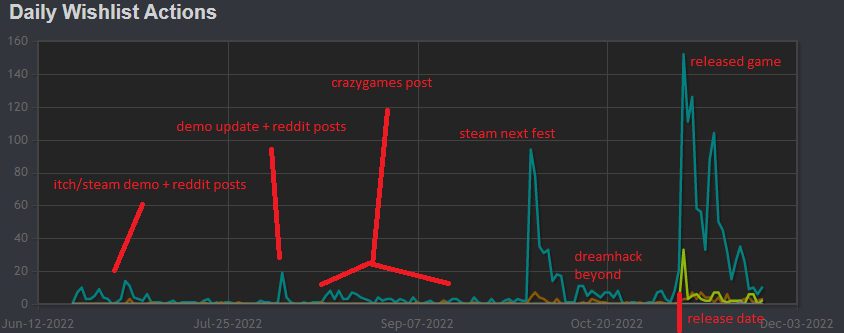 Daily Wishlist Actions
160
140
120
100
80
60
40
20
0
released game
crazygames post
demo update + reddit posts
steam next fest
itch/steam demo + reddit posts
dreamhack
beyond
release date
Jun-12-2022
Jul-25-2022
Sep-07-2022
Oct-20-2022
Dec-03-2022